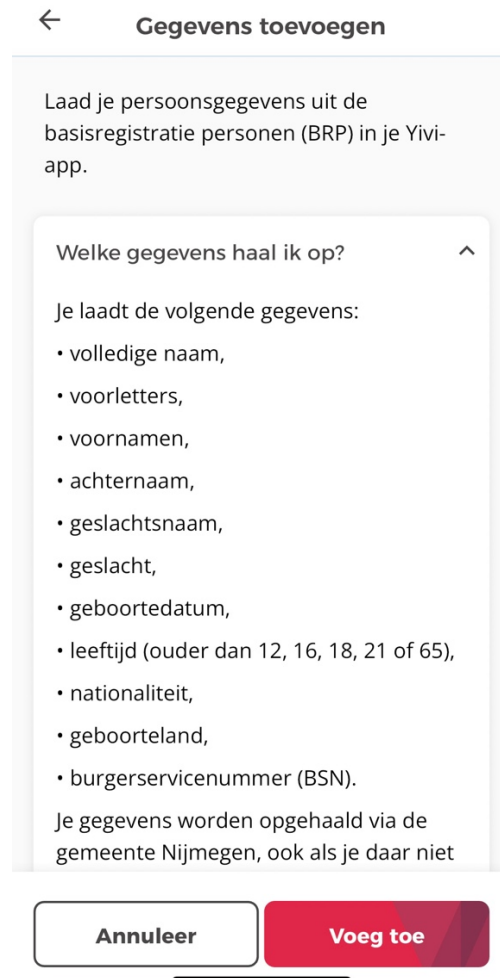 Gegevens toevoegen
Laad je persoonsgegevens uit de
basisregistratie personen (BRP) in je Yivi-
app.
Welke gegevens haal ik op?
Je laadt de volgende gegevens:
• volledige naam,
• voorletters,
• voornamen,
• achternaam,
• geslachtsnaam,
• geslacht,
• geboortedatum,
• leeftijd (ouder dan 12, 16, 18, 21 of 65),
• nationaliteit,
• geboorteland,
• burgerservicenummer (BSN).
Je gegevens worden opgehaald via de
gemeente Nijmegen, ook als je daar niet
Annuleer
Voeg toe